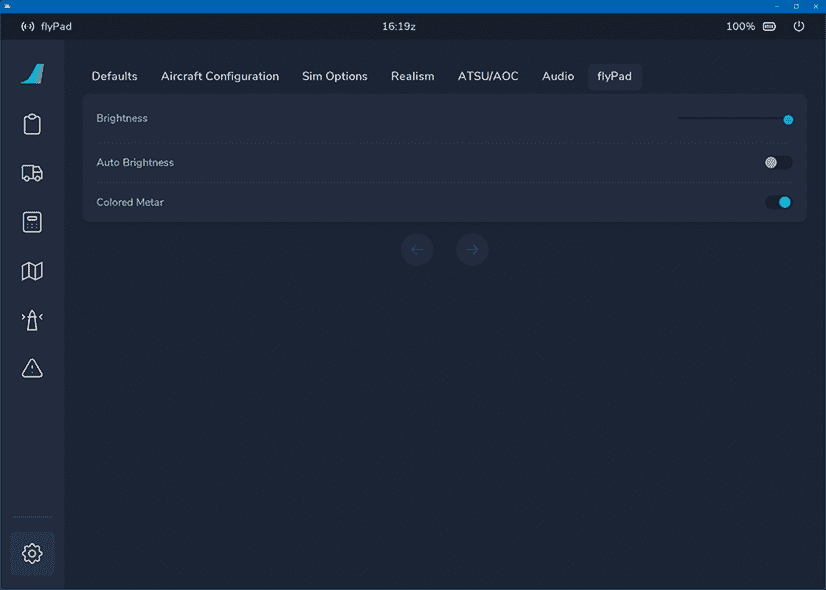 flyPad 16:19z 100%
Defaults Aircraft Configuration Sim Options Realism ATSU/AOC Audio flyPad
Brightness
Auto Brightness
Colored Metar